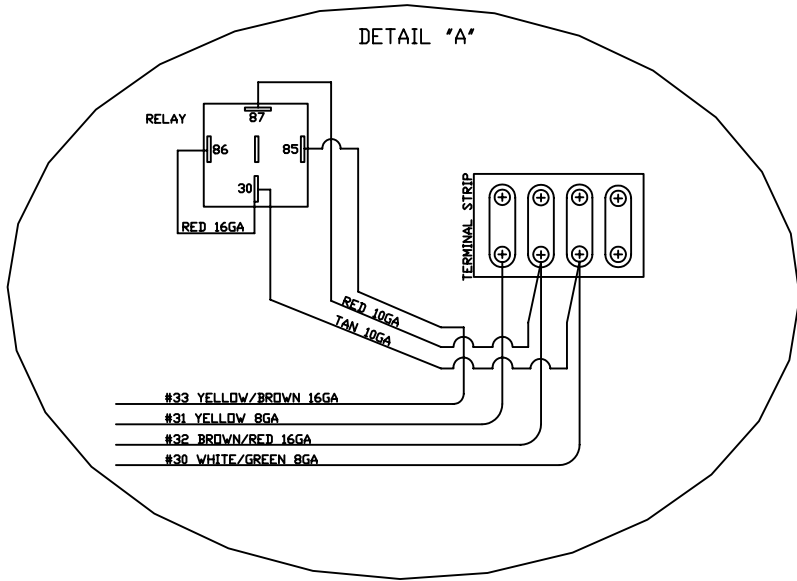 DETAIL "A"
RELAY
87
86
85
30
RED 16GA
TERMINAL STRIP
RED 10GA
TAN 10GA
#33 YELLOW/BROWN 16GA
#31 YELLOW 8GA
#32 BROWN/RED 16GA
#30 WHITE/GREEN 8GA